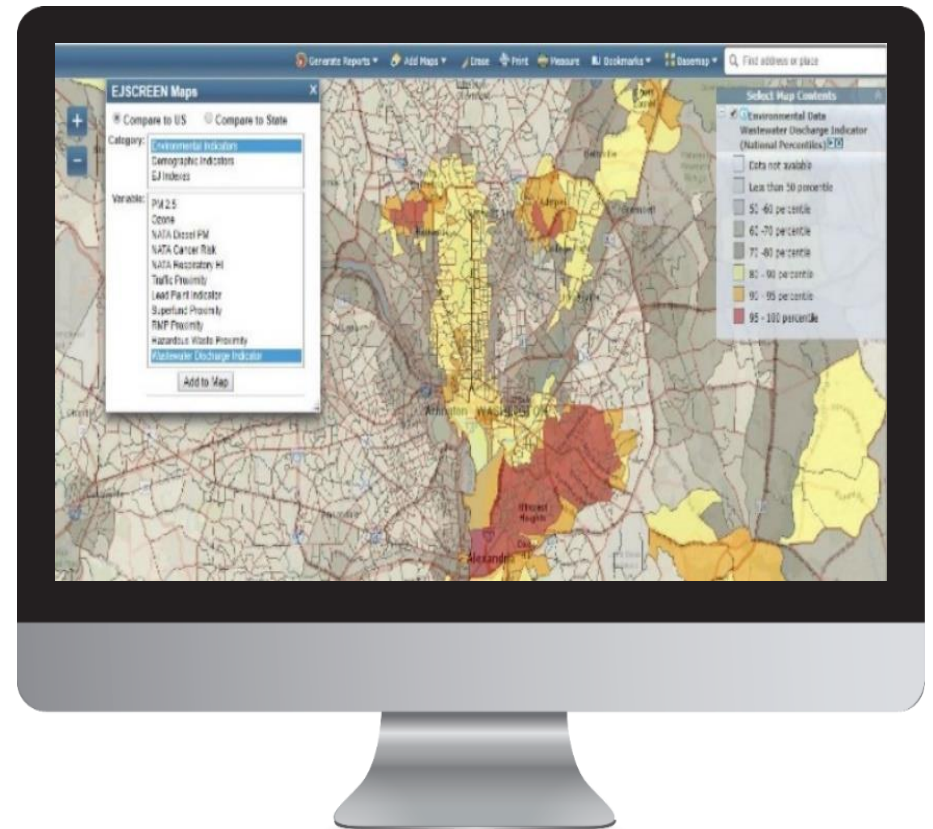 Generate Reports Add Maps Erase Print Measure Bookmarks Basemap Find address or place
EJSCREEN Maps X
Compare to US Compare to State
Category:
Environmental Indicators
Demographic Indicators
EJ Indexes
Variable:
PM 2.5
Ozone
NATA Diesel PM
NATA Cancer Risk
NATA Respiratory HI
Traffic Proximity
Lead Paint Indicator
Superfund Proximity
RMP Proximity
Hazardous Waste Proximity
Wastewater Discharge Indicator
Add to Map
Select Map Contents
Environmental Data
Wastewater Discharge Indicator
(National Percentiles)
Data not available
Less than 50 percentile
50 -60 percentile
60 -70 percentile
70 -80 percentile
80 - 90 percentile
90 - 95 percentile
95 - 100 percentile
Arlington WASHINGTON
Hillcrest
Heights
Alexandria